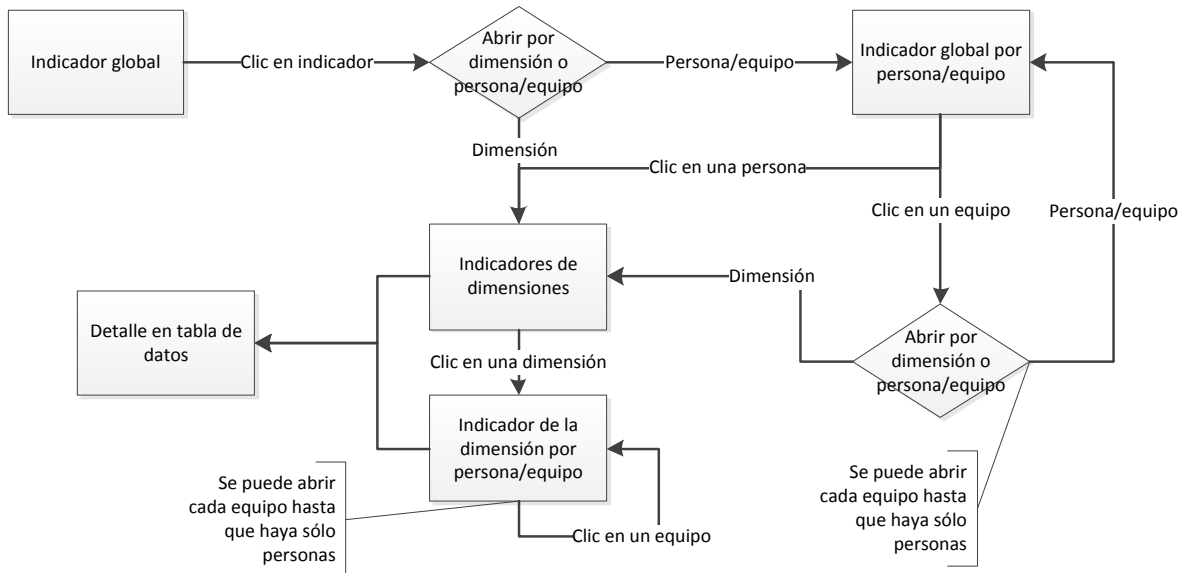 Indicador global
Clic en indicador
Abrir por
dimensión o
persona/equipo
Persona/equipo
Indicador global por
persona/equipo
Dimensión
Clic en una persona
Clic en un equipo
Persona/equipo
Indicadores de
dimensiones
Dimensión
Detalle en tabla de
datos
Abrir por
dimensión o
persona/equipo
Clic en una dimensión
Indicador de la
dimensión por
persona/equipo
Se puede abrir
cada equipo hasta
que haya sólo
personas
Clic en un equipo
Se puede abrir
cada equipo hasta
que haya sólo
personas